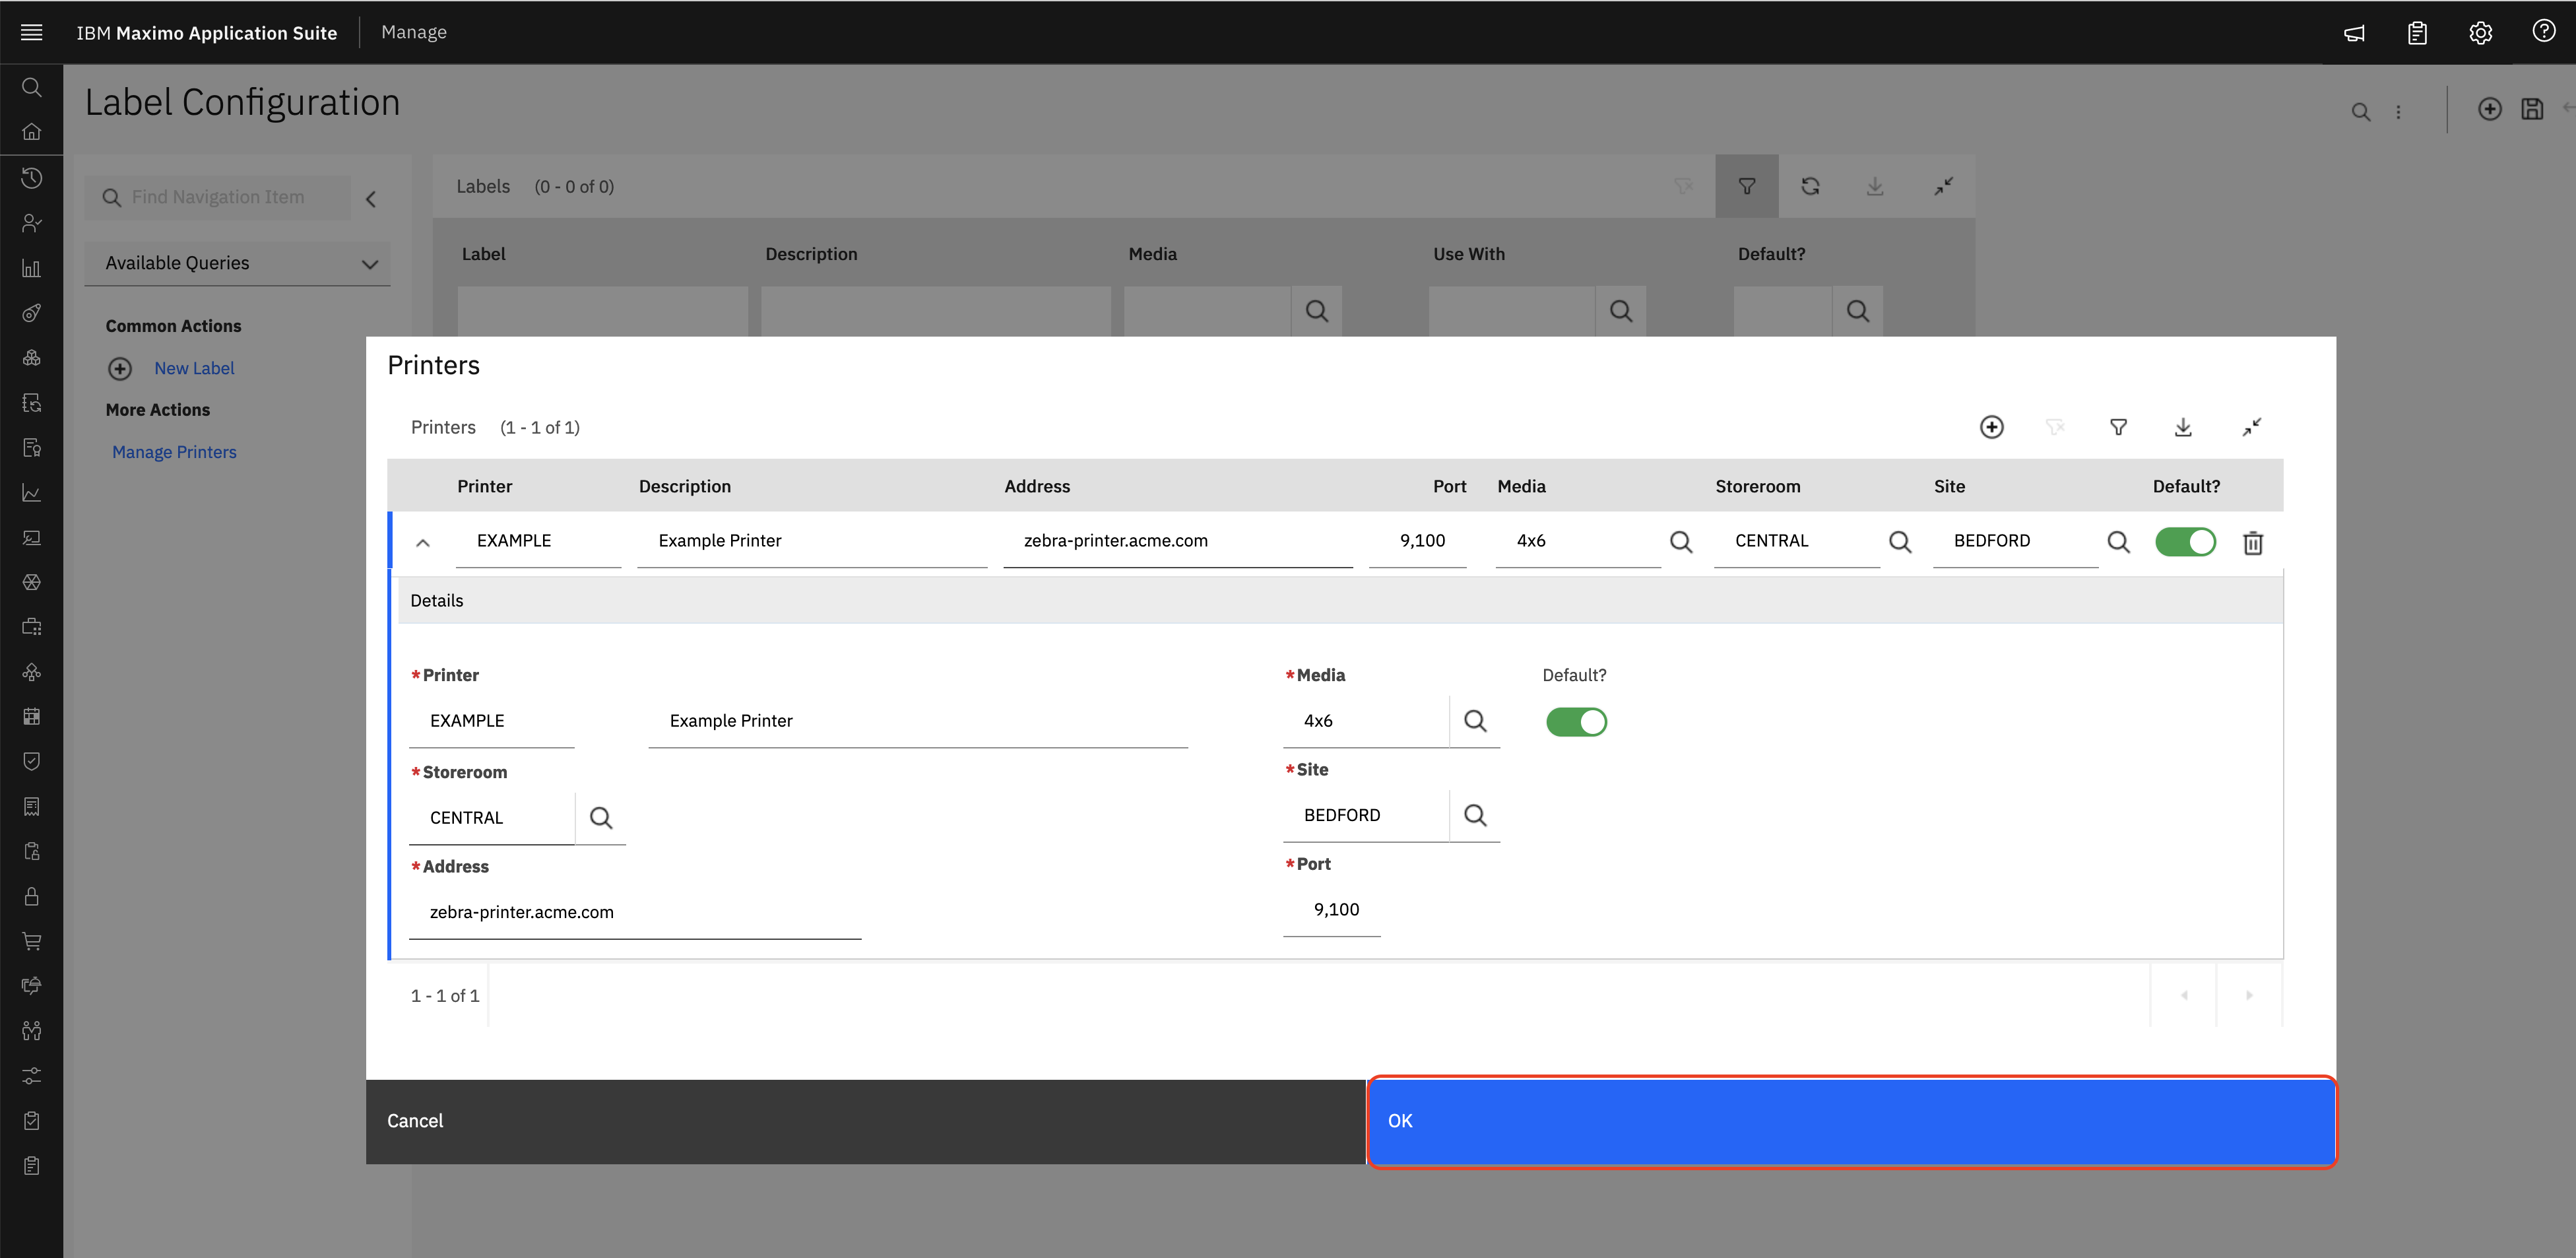 IBM Maximo Application Suite Manage
Label Configuration
Find Navigation Item
Available Queries
Common Actions
New Label
More Actions
Manage Printers
Labels (0 - 0 of 0)
Label Description Media Use With Default?
Printers
Printers (1 - 1 of 1)
Printer Description Address Port Media Storeroom Site Default?
EXAMPLE Example Printer zebra-printer.acme.com 9,100 4x6 CENTRAL BEDFORD
Details
*Printer *Media Default?
EXAMPLE Example Printer 4x6
*Storeroom *Site
CENTRAL BEDFORD
*Address *Port
zebra-printer.acme.com 9,100
1 - 1 of 1
Cancel OK